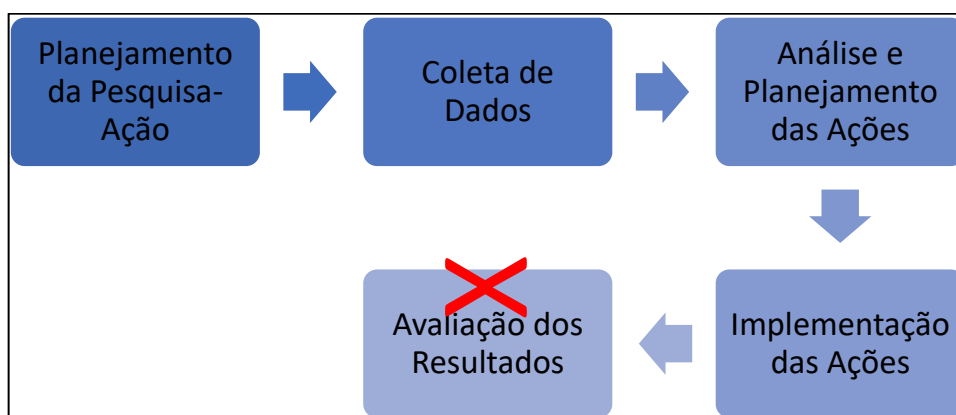 Planejamento
da Pesquisa-
Ação
Coleta de
Dados
Análise e
Planejamento
das Ações
Implementação
das Ações
Avaliação dos
Resultados